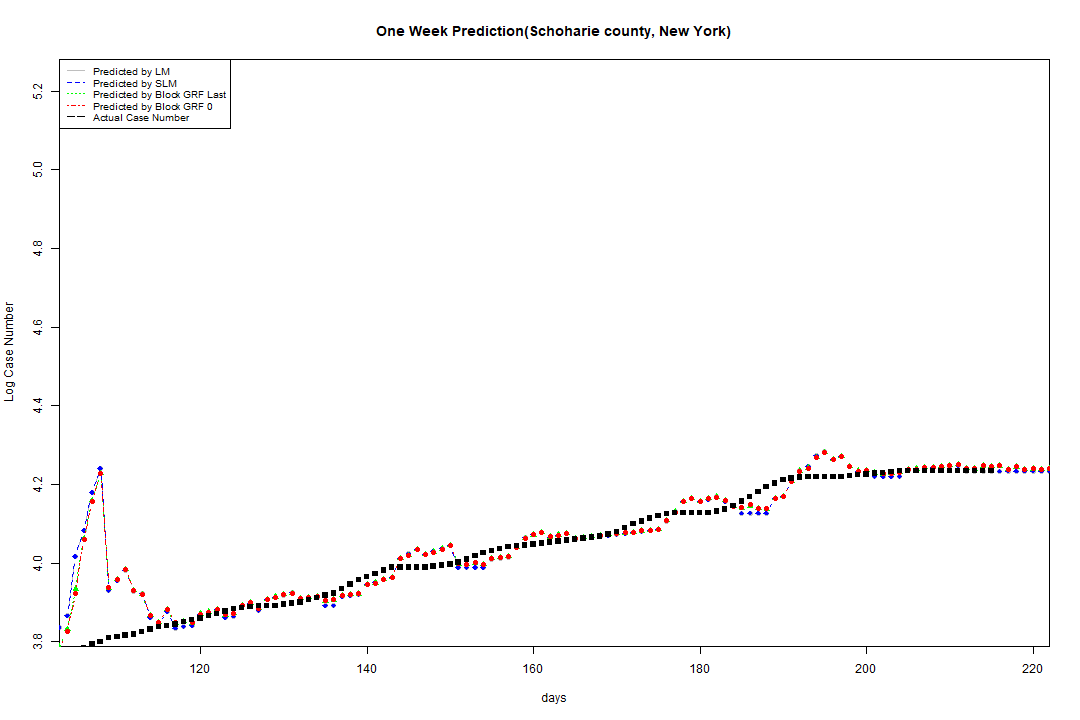 One Week Prediction(Schoharie county, New York)
Predicted by LM
Predicted by SLM
Predicted by Block GRF Last
Predicted by Block GRF 0
Actual Case Number
5.2
5.0
4.8
4.6
4.4
4.2
4.0
3.8
Log Case Number
120 140 160 180 200 220
days